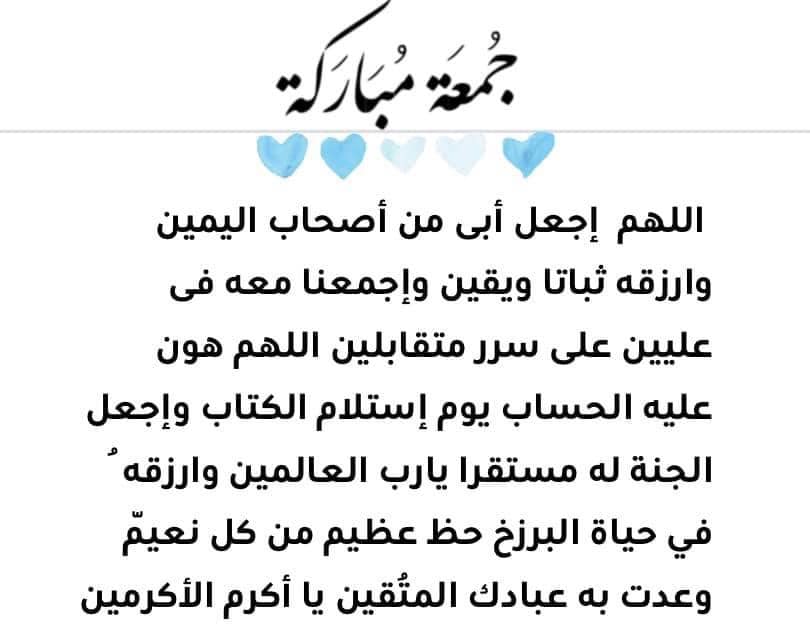 جُمعَة مُبَارَكة
اللهم إجعل أبى من أصحاب اليمين
وارزقه ثباتا ويقين وإجمعنا معه فى
عليين على سرر متقابلين اللهم هون
عليه الحساب يوم إستلام الكتاب وإجعل
الجنة له مستقرا يارب العالمين وارزقه ُ
في حياة البرزخ حظ عظيم من كل نعيمّ
وعدت به عبادك المتُقين يا أكرم الأكرمين